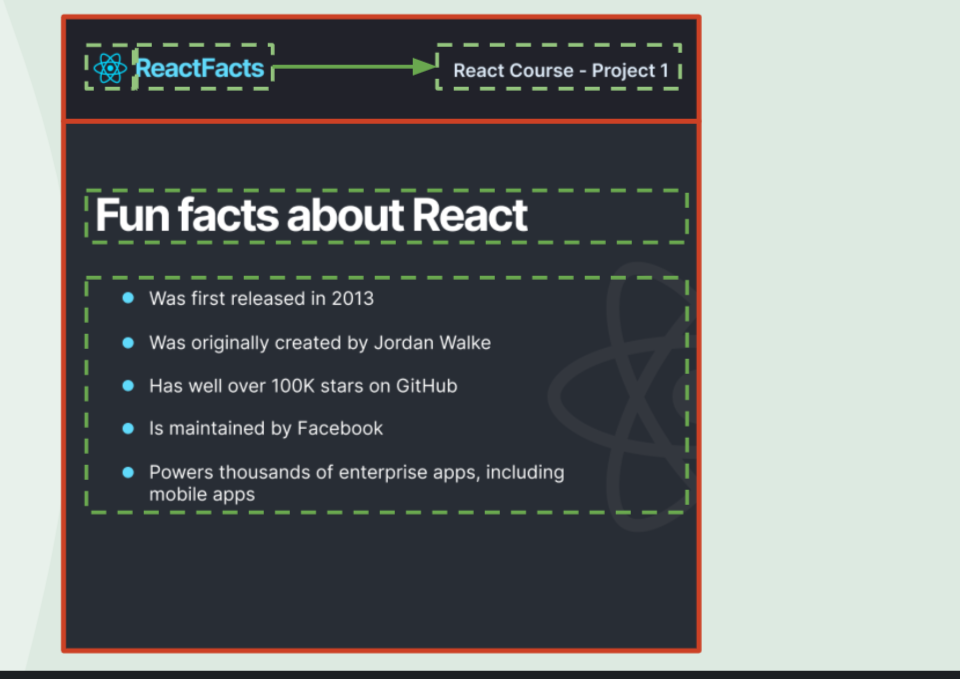 ReactFacts
React Course - Project 1
Fun facts about React
Was first released in 2013
Was originally created by Jordan Walke
Has well over 100K stars on GitHub
Is maintained by Facebook
Powers thousands of enterprise apps, including
mobile apps